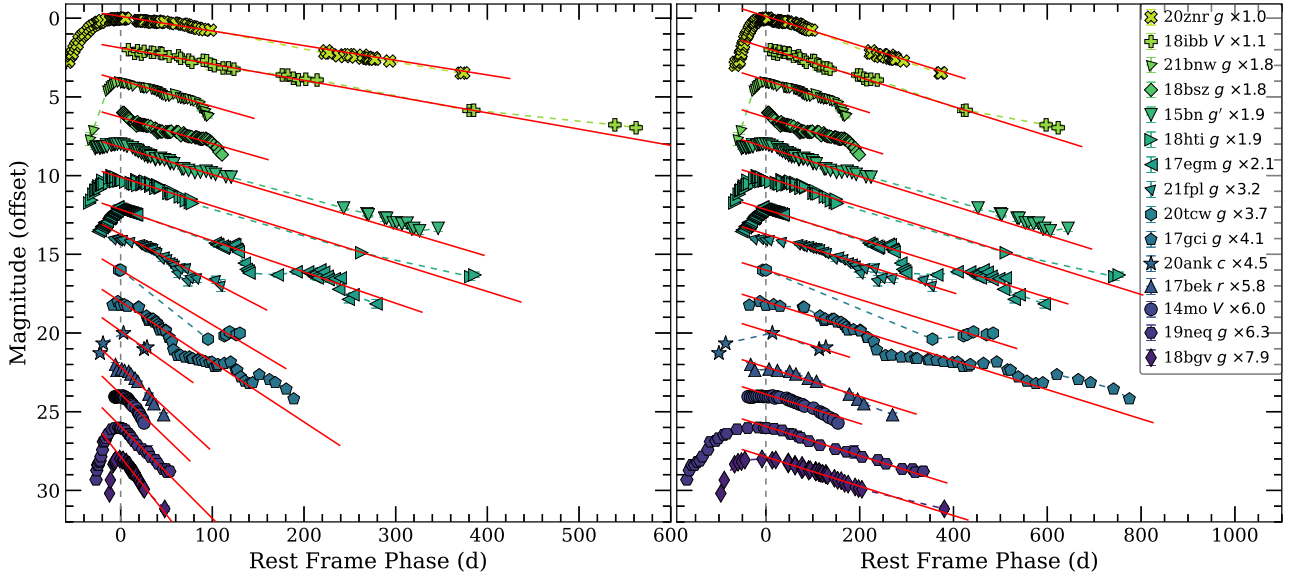 Magnitude (offset)
0
5
10
15
20
25
30
0
100
200
300
400
500
600
Rest Frame Phase (d)
0
200
400
600
800
1000
Rest Frame Phase (d)
20znr g ×1.0
18ibb V ×1.1
21bnw g ×1.8
18bsz g ×1.8
15bn g′ ×1.9
18hti g ×1.9
17egm g ×2.1
21fpl g ×3.2
20tcw g ×3.7
17gci g ×4.1
20ank c ×4.5
17bek r ×5.8
14mo V ×6.0
19neq g ×6.3
18bgv g ×7.9